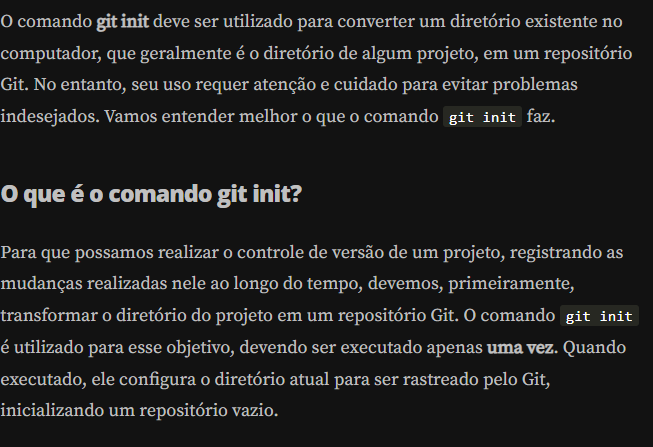 O comando git init deve ser utilizado para converter um diretório existente no
computador, que geralmente é o diretório de algum projeto, em um repositório
Git. No entanto, seu uso requer atenção e cuidado para evitar problemas
indesejados. Vamos entender melhor o que o comando git init faz.
O que é o comando git init?
Para que possamos realizar o controle de versão de um projeto, registrando as
mudanças realizadas nele ao longo do tempo, devemos, primeiramente,
transformar o diretório do projeto em um repositório Git. O comando git init
é utilizado para esse objetivo, devendo ser executado apenas uma vez. Quando
executado, ele configura o diretório atual para ser rastreado pelo Git,
inicializando um repositório vazio.